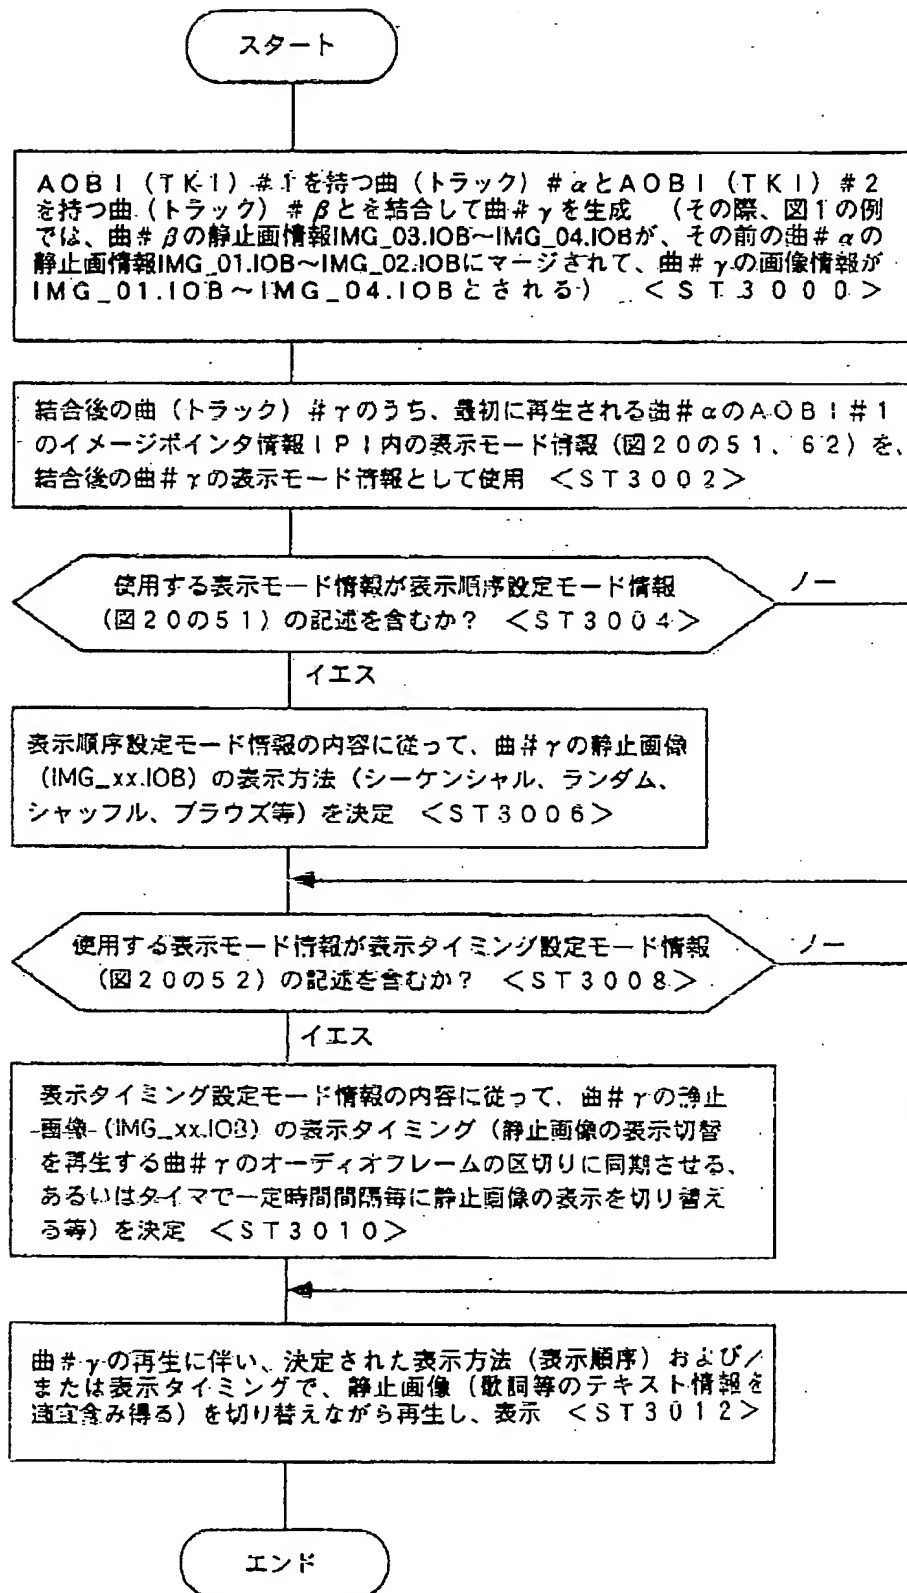 スタート
AOBI(TKI)#1を持つ曲(トラック)#αとAOBI(TKI)#2
を持つ曲(トラック)#βとを結合して曲#γを生成 (その際、図1の例
では、曲#βの静止画情報IMG_03.IOB~IMG_04.IOBが、その前の曲#αの
静止画情報IMG_01.IOB~IMG_02.IOBにマージされて、曲#γの画像情報が
IMG_01.IOB~IMG_04.IOBとされる) <ST3000>
結合後の曲(トラック)#γのうち、最初に再生される曲#αのAOBI#1
のイメージポインタ情報IPI内の表示モード情報(図20の51、62)を、
結合後の曲#γの表示モード情報として使用 <ST3002>
使用する表示モード情報が表示順序設定モード情報
(図20の51)の記述を含むか? <ST3004>
ノー
イエス
表示順序設定モード情報の内容に従って、曲#γの静止画像
(IMG_xx.IOB)の表示方法(シーケンシャル、ランダム、
シャッフル、ブラウズ等)を決定 <ST3006>
使用する表示モード情報が表示タイミング設定モード情報
(図20の52)の記述を含むか? <ST3008>
ノー
イエス
表示タイミング設定モード情報の内容に従って、曲#γの静止
画像(IMG_xx.IOB)の表示タイミング(静止画像の表示切替
を再生する曲#γのオーディオフレームの区切りに同期させる、
あるいはタイマで一定時間間隔毎に静止画像の表示を切り替え
る等)を決定 <ST3010>
曲#γの再生に伴い、決定された表示方法(表示順序)および/
または表示タイミングで、静止画像(歌詞等のテキスト情報を
適宜含み得る)を切り替えながら再生し、表示 <ST3012>
エンド